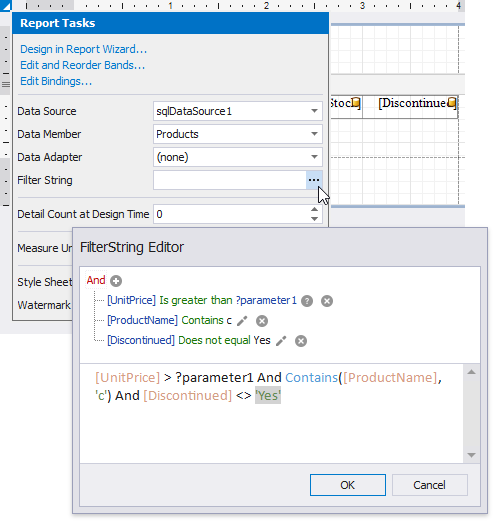 1 2 3 4
Report Tasks
Design in Report Wizard...
Edit and Reorder Bands...
Edit Bindings...
Data Source sqlDataSource1
Data Member Products
Data Adapter (none)
Filter String ...
Detail Count at Design Time 0
Measure Un
Style Sheet
Watermark
Stock] [Discontinued]
FilterString Editor
And
[UnitPrice] Is greater than ?parameter1
[ProductName] Contains c
[Discontinued] Does not equal Yes
[UnitPrice] > ?parameter1 And Contains([ProductName],
'c') And [Discontinued] <> 'Yes'
OK Cancel